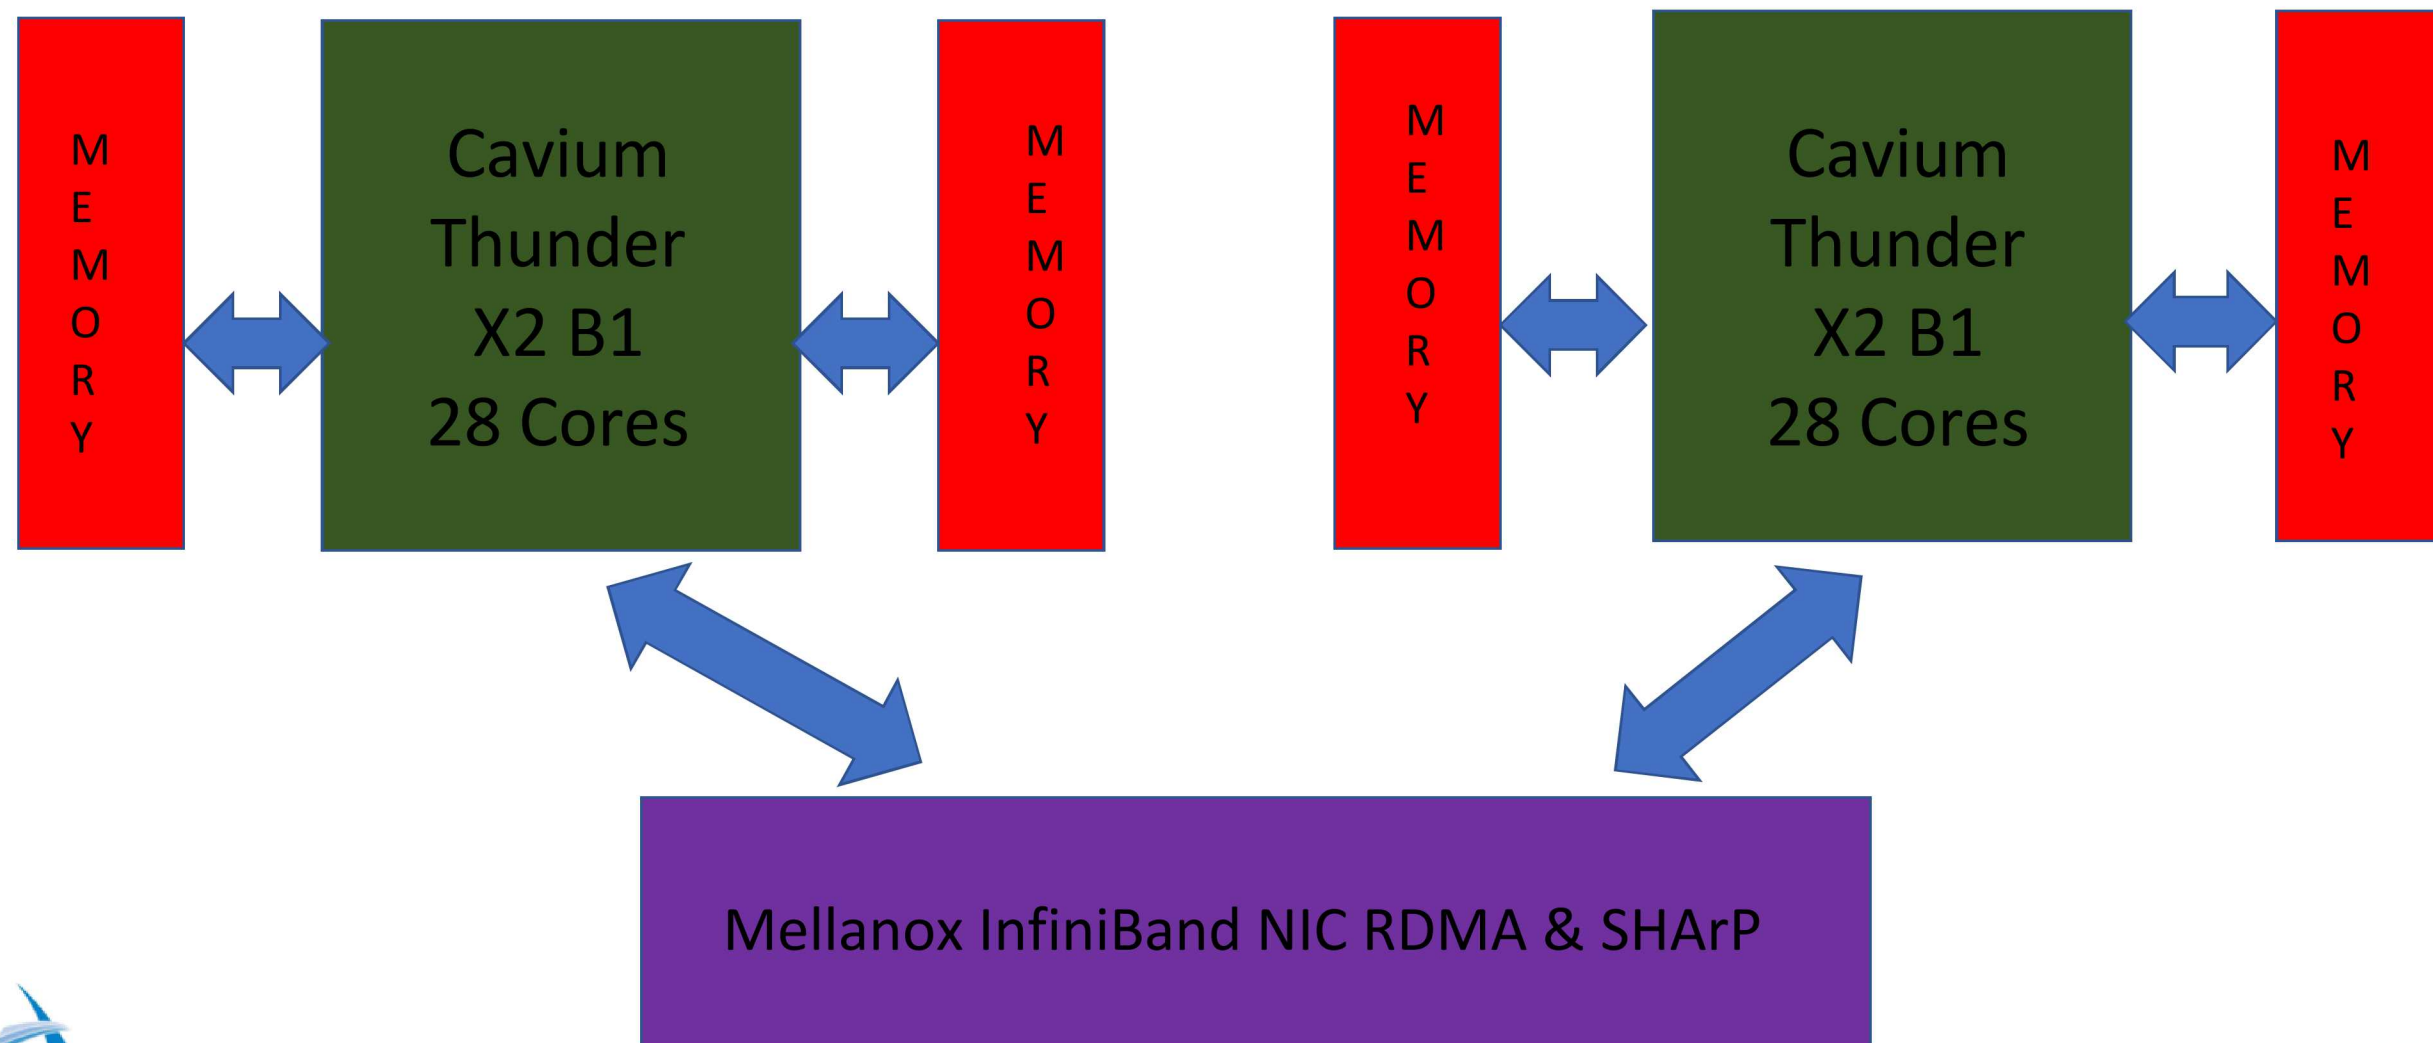 MEMORY
Cavium
Thunder
X2 B1
28 Cores
MEMORY
MEMORY
Cavium
Thunder
X2 B1
28 Cores
MEMORY
Mellanox InfiniBand NIC RDMA & SHArP